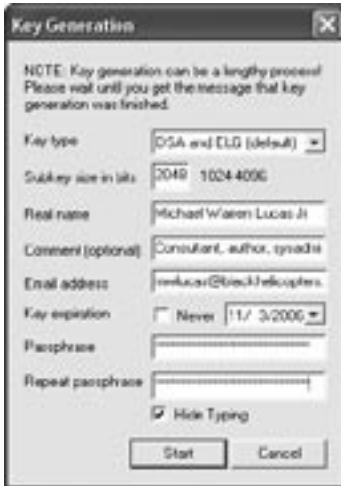 Key Generation
NOTE: Key generation can be a lengthy process!
Please wait until you get the message that key
generation was finished.
Key type DSA and ELG (default)
Subkey size in bits 2048 1024-4096
Real name Michael Warren Lucas Jr
Comment (optional) Consultant, author, sysadmi
Email address mwlucas@blackhelicopters.
Key expiration Never 11/ 3/2006
Passphrase
Repeat passphrase
Hide Typing
Start Cancel